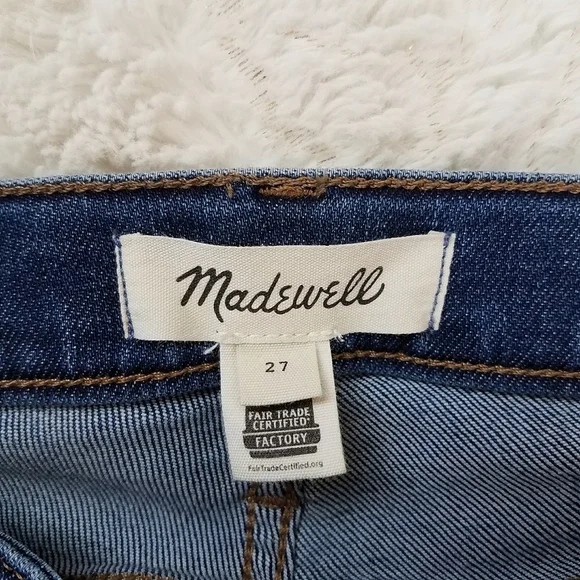 Madewell
27
FAIR TRADE
CERTIFIED
FACTORY
FairTradeCertified.org